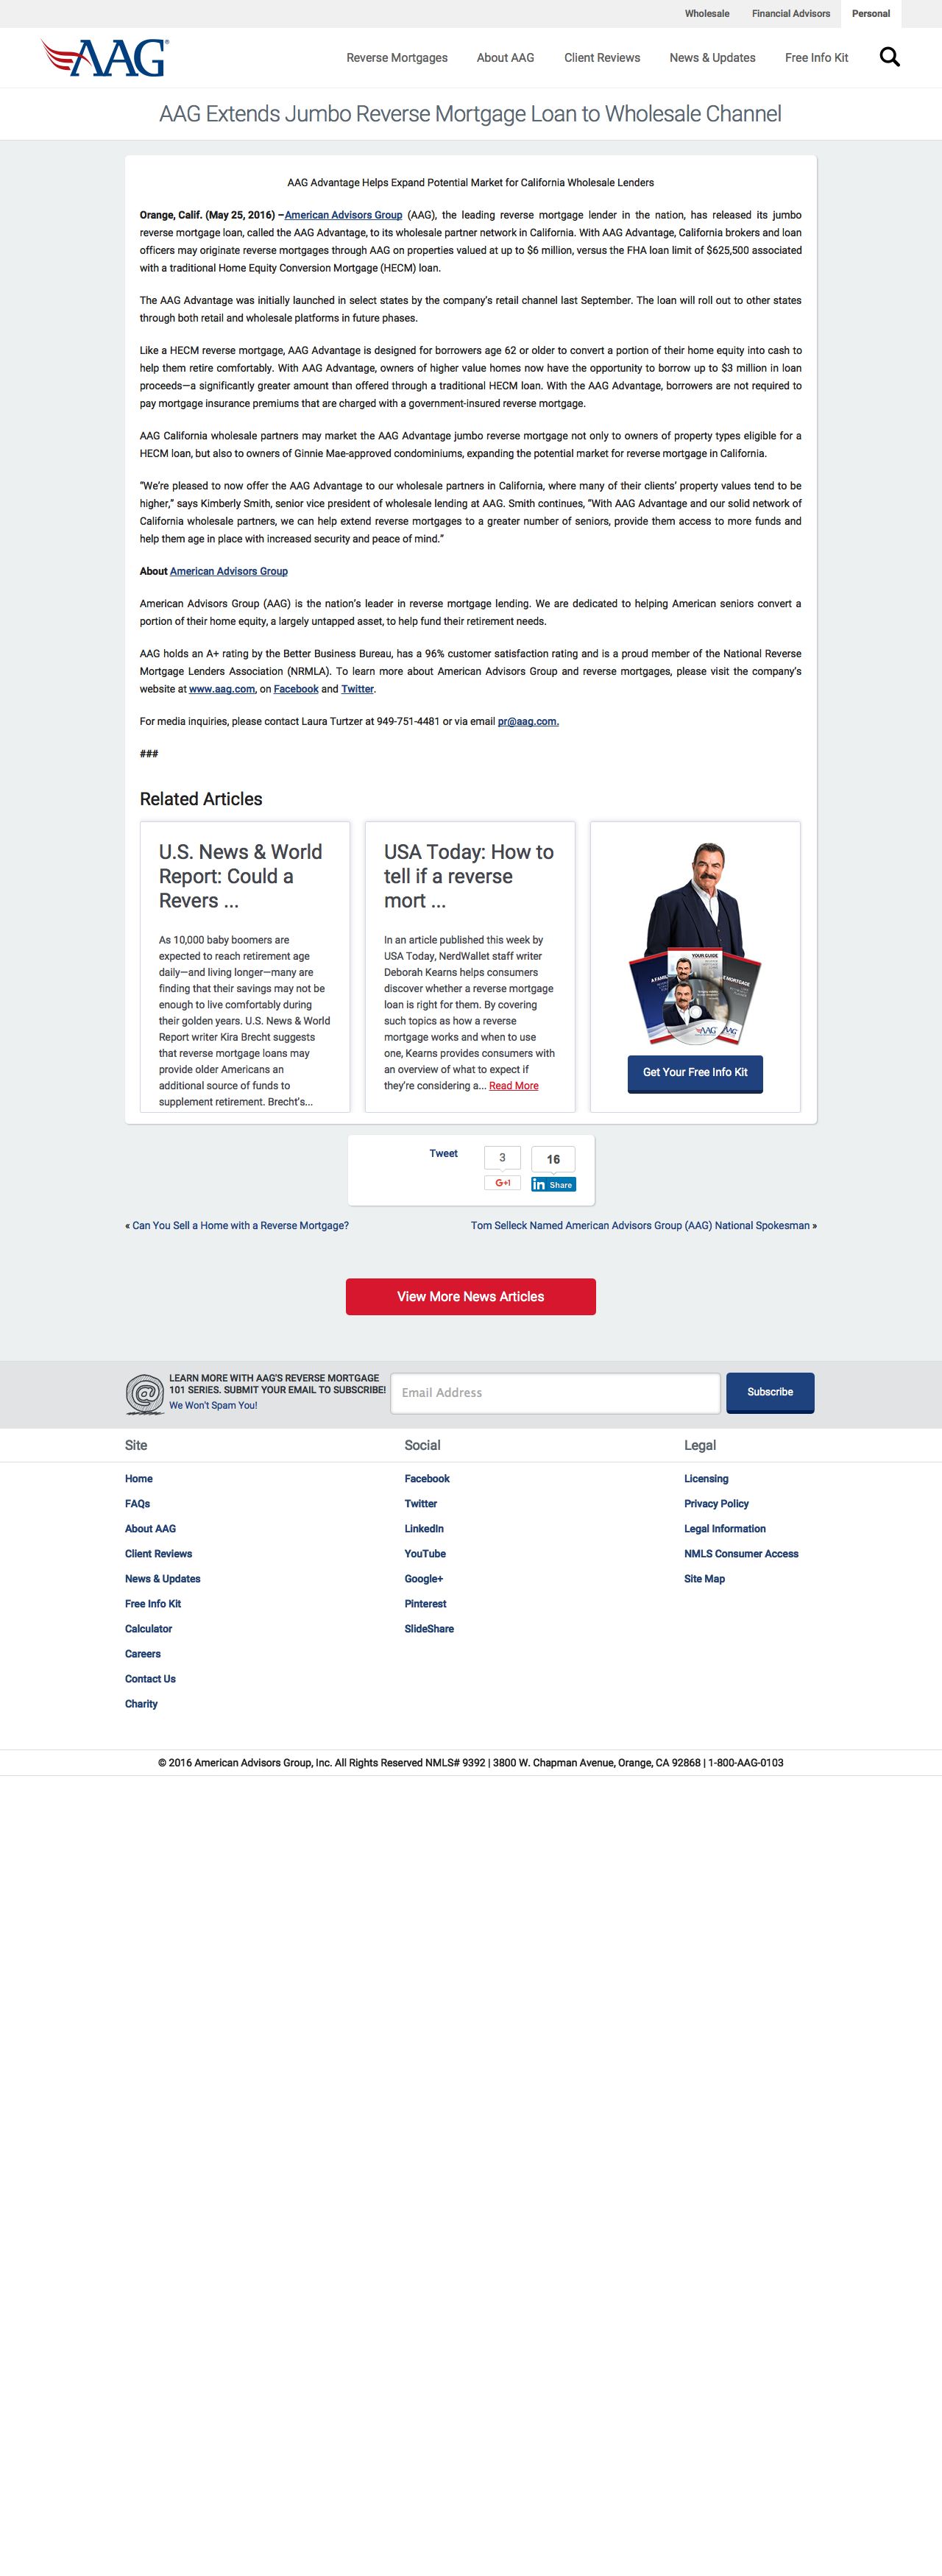 Wholesale Financial Advisors Personal
AAG®
Reverse Mortgages About AAG Client Reviews News & Updates Free Info Kit
AAG Extends Jumbo Reverse Mortgage Loan to Wholesale Channel
AAG Advantage Helps Expand Potential Market for California Wholesale Lenders
Orange, Calif. (May 25, 2016) –American Advisors Group (AAG), the leading reverse mortgage lender in the nation, has released its jumbo
reverse mortgage loan, called the AAG Advantage, to its wholesale partner network in California. With AAG Advantage, California brokers and loan
officers may originate reverse mortgages through AAG on properties valued at up to $6 million, versus the FHA loan limit of $625,500 associated
with a traditional Home Equity Conversion Mortgage (HECM) loan.
The AAG Advantage was initially launched in select states by the company's retail channel last September. The loan will roll out to other states
through both retail and wholesale platforms in future phases.
Like a HECM reverse mortgage, AAG Advantage is designed for borrowers age 62 or older to convert a portion of their home equity into cash to
help them retire comfortably. With AAG Advantage, owners of higher value homes now have the opportunity to borrow up to $3 million in loan
proceeds—a significantly greater amount than offered through a traditional HECM loan. With the AAG Advantage, borrowers are not required to
pay mortgage insurance premiums that are charged with a government-insured reverse mortgage.
AAG California wholesale partners may market the AAG Advantage jumbo reverse mortgage not only to owners of property types eligible for a
HECM loan, but also to owners of Ginnie Mae-approved condominiums, expanding the potential market for reverse mortgage in California.
"We're pleased to now offer the AAG Advantage to our wholesale partners in California, where many of their clients' property values tend to be
higher," says Kimberly Smith, senior vice president of wholesale lending at AAG. Smith continues, "With AAG Advantage and our solid network of
California wholesale partners, we can help extend reverse mortgages to a greater number of seniors, provide them access to more funds and
help them age in place with increased security and peace of mind."
About American Advisors Group
American Advisors Group (AAG) is the nation's leader in reverse mortgage lending. We are dedicated to helping American seniors convert a
portion of their home equity, a largely untapped asset, to help fund their retirement needs.
AAG holds an A+ rating by the Better Business Bureau, has a 96% customer satisfaction rating and is a proud member of the National Reverse
Mortgage Lenders Association (NRMLA). To learn more about American Advisors Group and reverse mortgages, please visit the company's
website at www.aag.com, on Facebook and Twitter.
For media inquiries, please contact Laura Turtzer at 949-751-4481 or via email pr@aag.com.
###
Related Articles
U.S. News & World
Report: Could a
Revers ...
As 10,000 baby boomers are
expected to reach retirement age
daily—and living longer—many are
finding that their savings may not be
enough to live comfortably during
their golden years. U.S. News & World
Report writer Kira Brecht suggests
that reverse mortgage loans may
provide older Americans an
additional source of funds to
supplement retirement. Brecht's...
USA Today: How to
tell if a reverse
mort ...
In an article published this week by
USA Today, NerdWallet staff writer
Deborah Kearns helps consumers
discover whether a reverse mortgage
loan is right for them. By covering
such topics as how a reverse
mortgage works and when to use
one, Kearns provides consumers with
an overview of what to expect if
they're considering a... Read More
YOUR GUIDE
MORTGAGE
AAG
AAG
Get Your Free Info Kit
Tweet
3
G+1
16
in Share
« Can You Sell a Home with a Reverse Mortgage?
Tom Selleck Named American Advisors Group (AAG) National Spokesman »
View More News Articles
@
LEARN MORE WITH AAG'S REVERSE MORTGAGE
101 SERIES. SUBMIT YOUR EMAIL TO SUBSCRIBE!
We Won't Spam You!
Email Address
Subscribe
Site
Home
FAQs
About AAG
Client Reviews
News & Updates
Free Info Kit
Calculator
Careers
Contact Us
Charity
Social
Facebook
Twitter
LinkedIn
YouTube
Google+
Pinterest
SlideShare
Legal
Licensing
Privacy Policy
Legal Information
NMLS Consumer Access
Site Map
© 2016 American Advisors Group, Inc. All Rights Reserved NMLS# 9392 | 3800 W. Chapman Avenue, Orange, CA 92868 | 1-800-AAG-0103